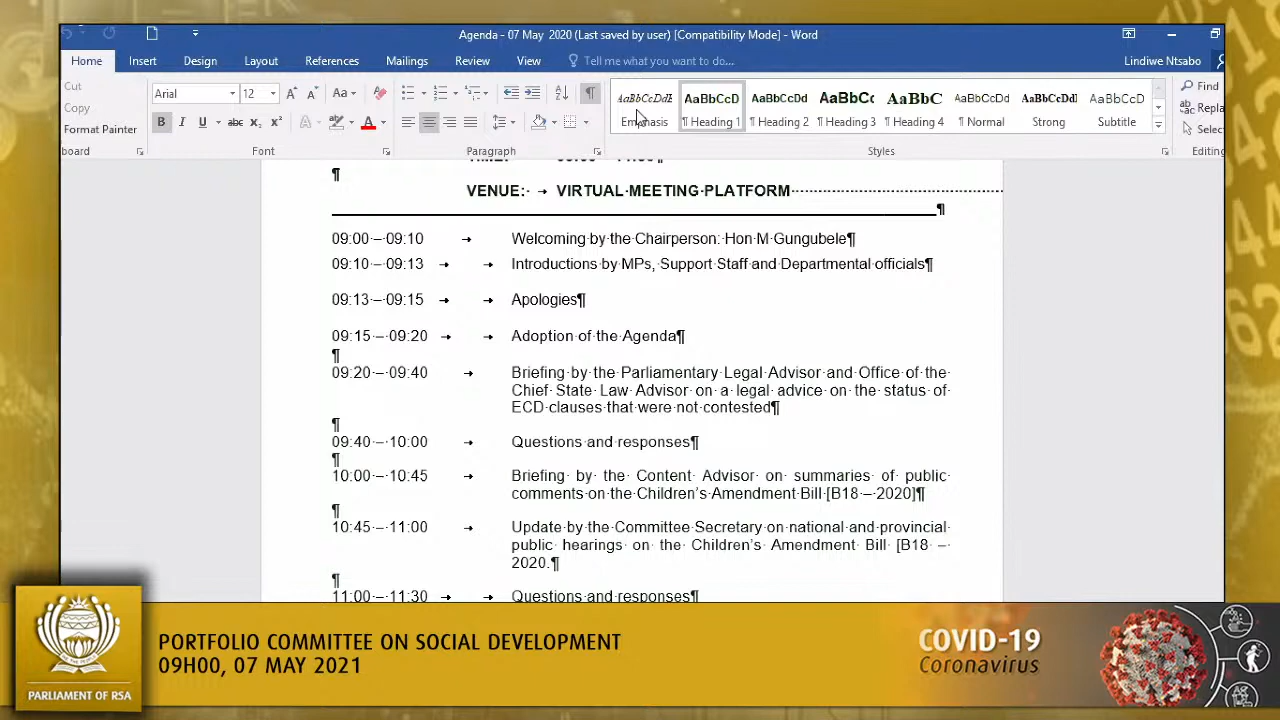 Agenda - 07 May 2020 (Last saved by user) [Compatibility Mode] - Word
Home Insert Design Layout References Mailings Review View Tell me what you want to do... Lindiwe Ntsabo
Cut
Copy
Format Painter
Arial 12
Aa
B I U A A
AaBbCcDdE AaBbCcD AaBbCcDd AaBbCc AaBbC AaBbCcDd AaBbCcDdI AaBbCcD
Emphasis ¶ Heading 1 ¶ Heading 2 ¶ Heading 3 ¶ Heading 4 ¶ Normal Strong Subtitle
Find
Repla
Selec
board Font Paragraph Styles Editing
VENUE: VIRTUAL MEETING PLATFORM
09:00 – 09:10 Welcoming by the Chairperson: Hon M Gungubele¶
09:10 – 09:13 Introductions by MPs, Support Staff and Departmental officials¶
09:13 – 09:15 Apologies¶
09:15 – 09:20 Adoption of the Agenda¶
09:20 – 09:40 Briefing by the Parliamentary Legal Advisor and Office of the
Chief State Law Advisor on a legal advice on the status of
ECD clauses that were not contested¶
09:40 – 10:00 Questions and responses¶
10:00 – 10:45 Briefing by the Content Advisor on summaries of public
comments on the Children's Amendment Bill [B18 – 2020]¶
10:45 – 11:00 Update by the Committee Secretary on national and provincial
public hearings on the Children's Amendment Bill [B18 –
2020.¶
11:00 – 11:30 Questions and responses¶
PARLIAMENT OF RSA
PORTFOLIO COMMITTEE ON SOCIAL DEVELOPMENT
09H00, 07 MAY 2021
COVID-19
Coronavirus